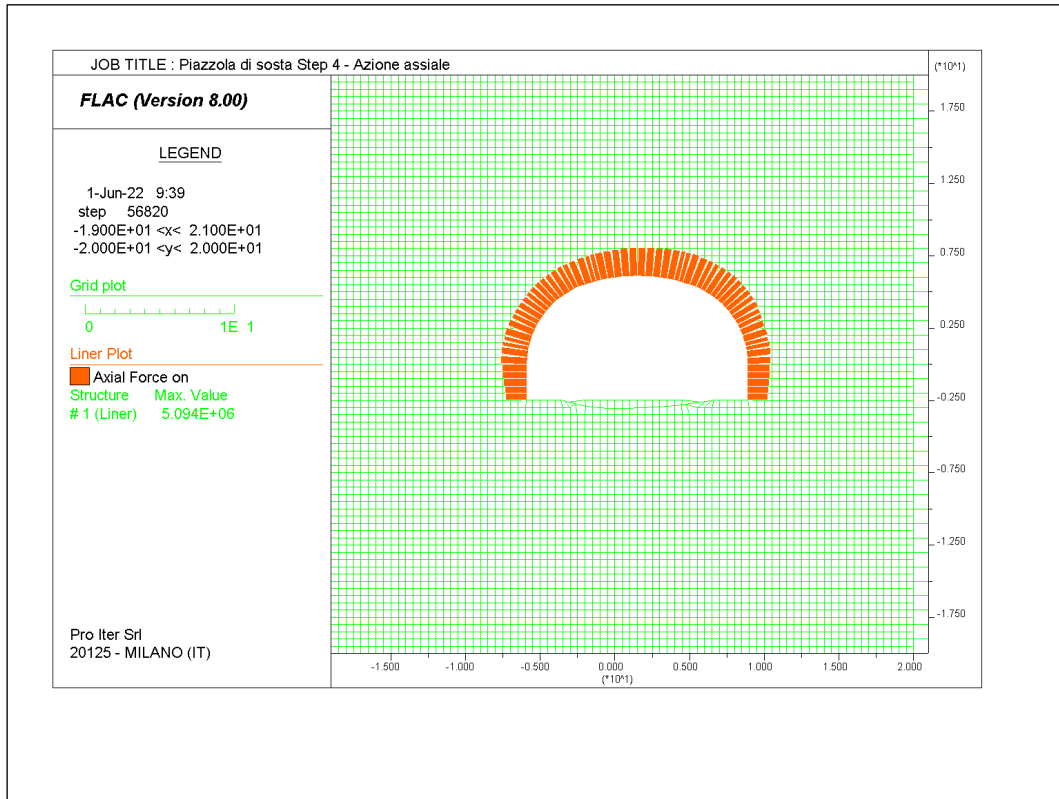 JOB TITLE : Piazzola di sosta Step 4 - Azione assiale
FLAC (Version 8.00)
LEGEND
1-Jun-22 9:39
step 56820
-1.900E+01 <x< 2.100E+01
-2.000E+01 <y< 2.000E+01
Grid plot
0 1E 1
Liner Plot
Axial Force on
Structure Max. Value
# 1 (Liner) 5.094E+06
Pro Iter Srl
20125 - MILANO (IT)
(*10^1)
1.750
1.250
0.750
0.250
-0.250
-0.750
-1.250
-1.750
-1.500 -1.000 -0.500 0.000 0.500 1.000 1.500 2.000
(*10^1)